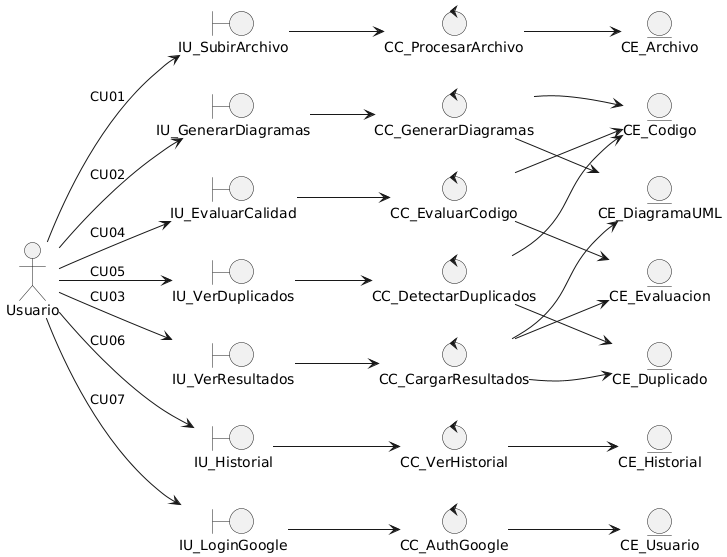 IU_SubirArchivo CC_ProcesarArchivo CE_Archivo
CU01
IU_GenerarDiagramas CC_GenerarDiagramas CE_Codigo
CU02
IU_EvaluarCalidad CC_EvaluarCodigo CE_DiagramaUML
CU04
CU05
IU_VerDuplicados CC_DetectarDuplicados CE_Evaluacion
CU03
Usuario
CU06
IU_VerResultados CC_CargarResultados CE_Duplicado
CU07
IU_Historial CC_VerHistorial CE_Historial
IU_LoginGoogle CC_AuthGoogle CE_Usuario